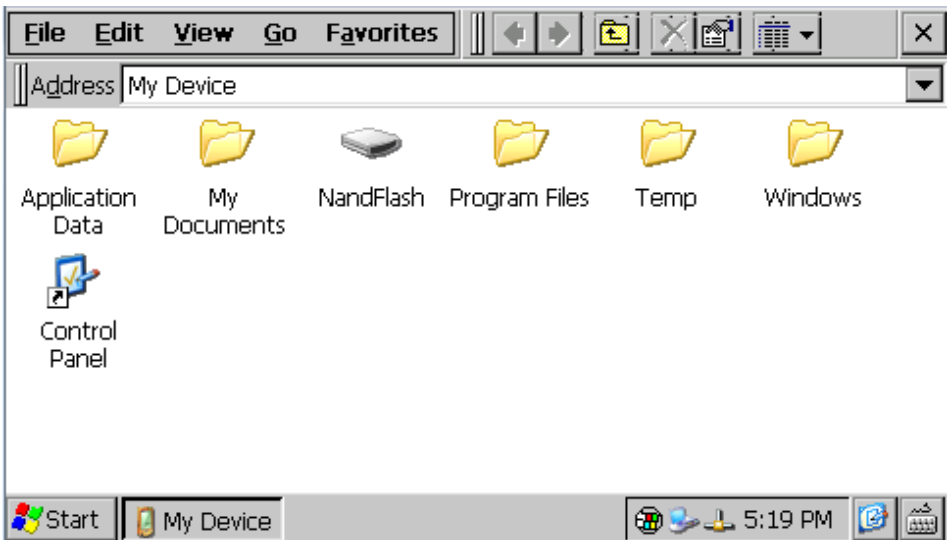 File Edit View Go Favorites
Address My Device
Application Data
My Documents
NandFlash
Program Files
Temp
Windows
Control Panel
Start My Device 5:19 PM